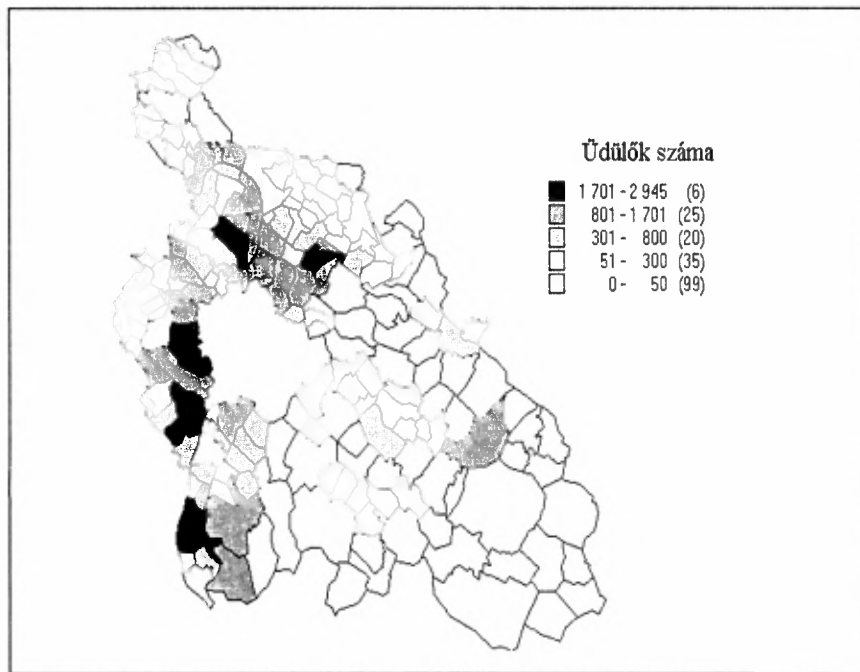 Üdülők száma
1 701 - 2 945 (6)
801 - 1 701 (25)
301 - 800 (20)
51 - 300 (35)
0 - 50 (99)